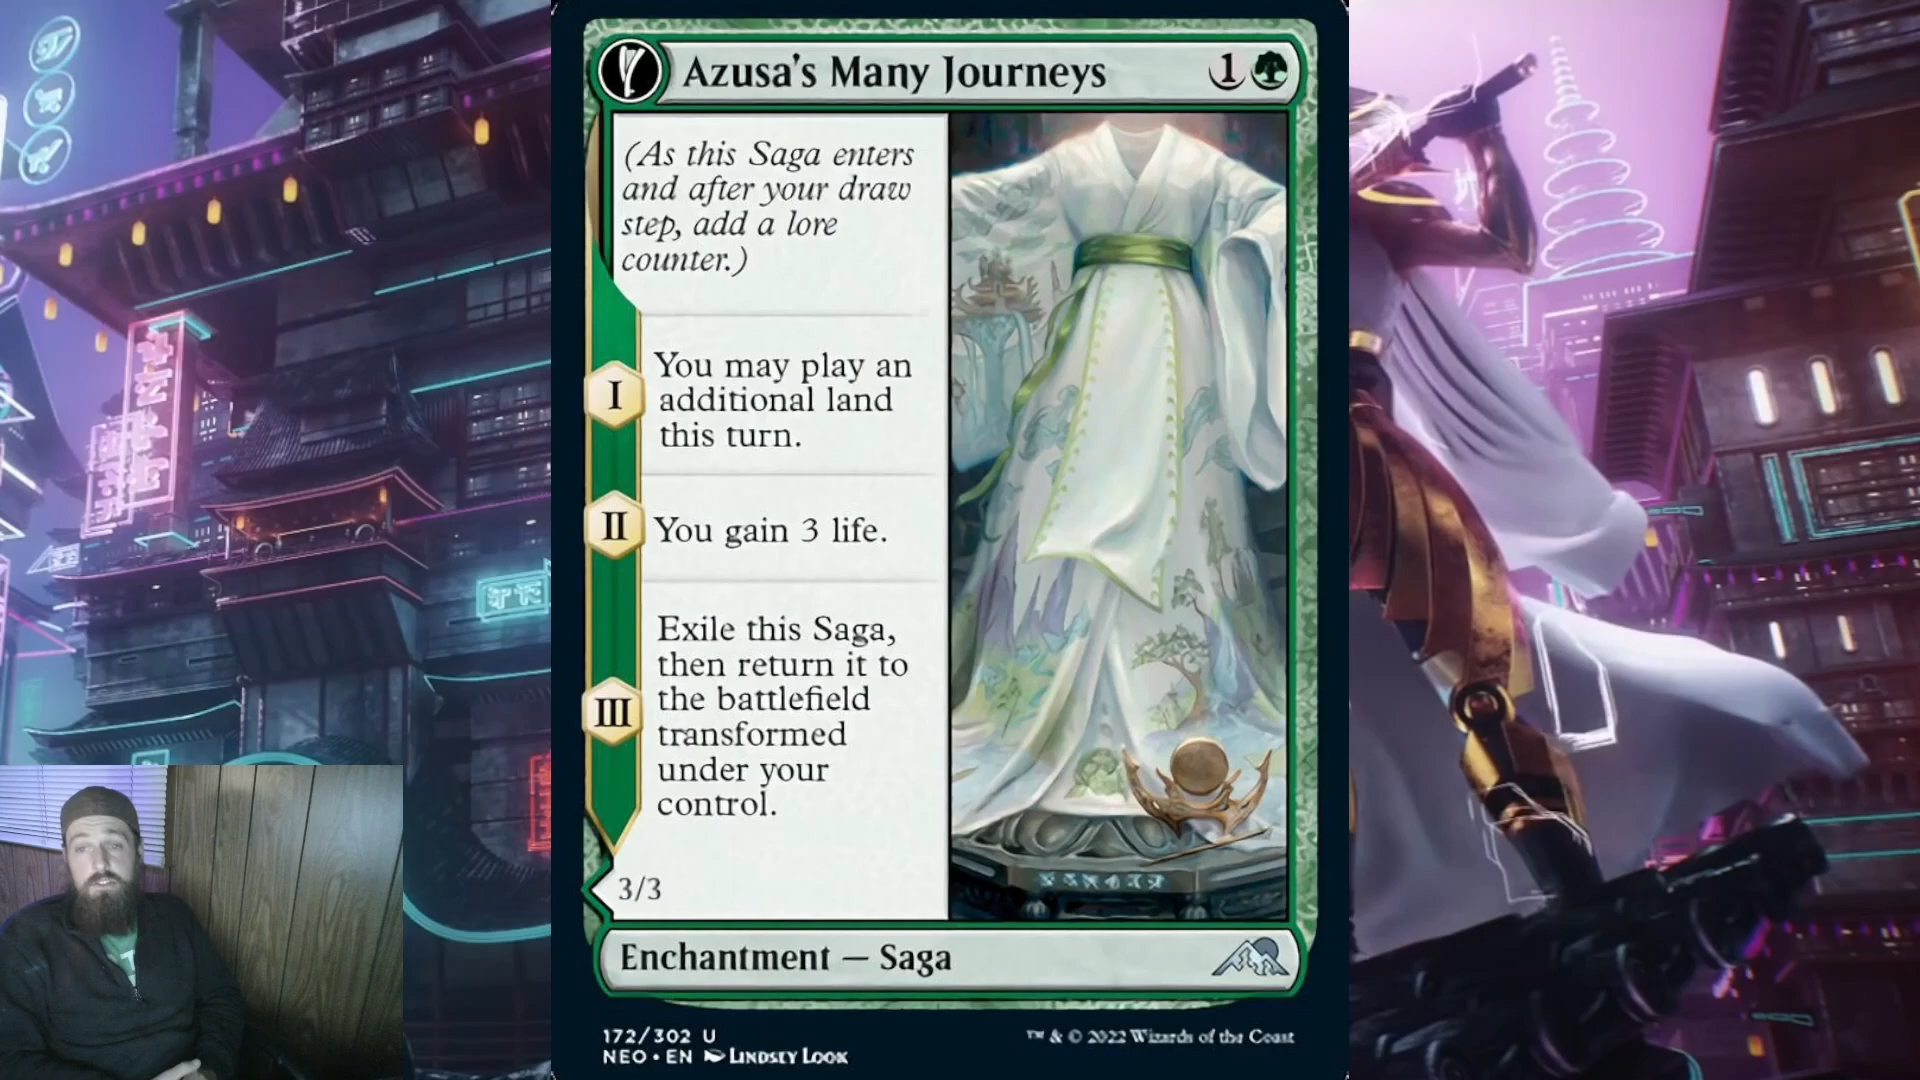 Azusa's Many Journeys
1
(As this Saga enters
and after your draw
step, add a lore
counter.)
I
You may play an
additional land
this turn.
II
You gain 3 life.
III
Exile this Saga,
then return it to
the battlefield
transformed
under your
control.
3/3
Enchantment — Saga
172/302 U
™ & © 2022 Wizards of the Coast
NEO • EN LINDSEY LOOK